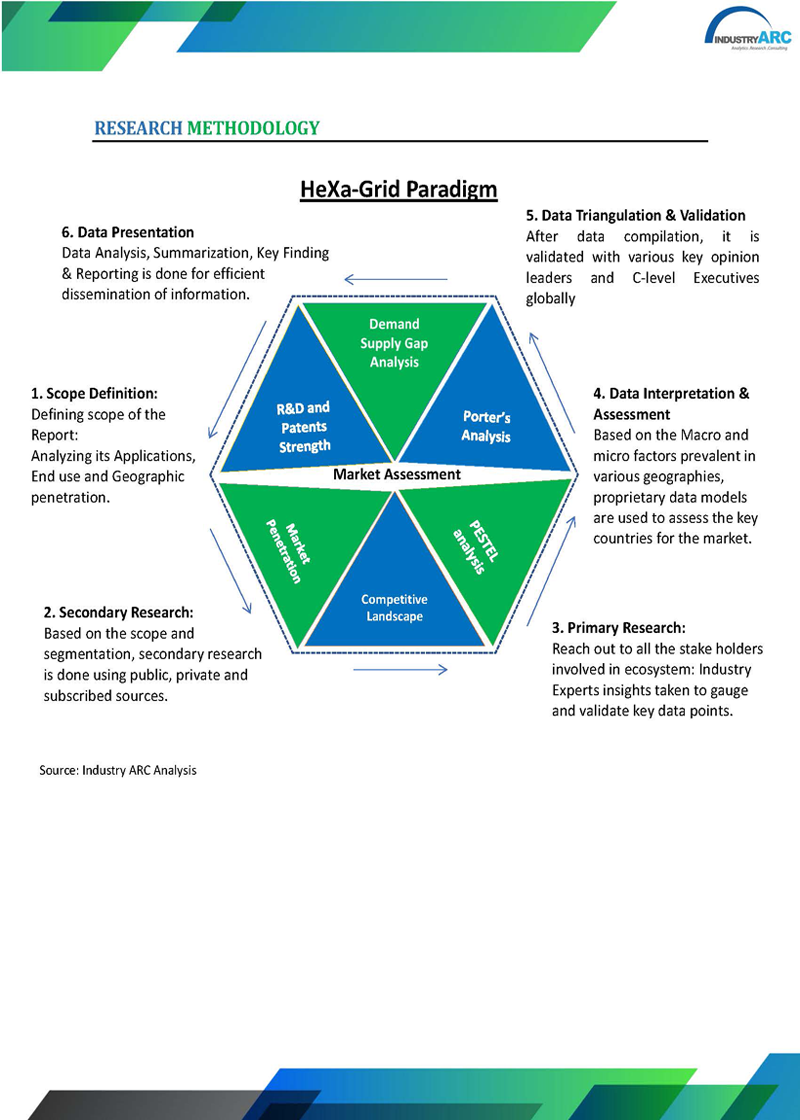 INDUSTRYARC
Analytics. Research. Consulting
RESEARCH METHODOLOGY
HeXa-Grid Paradigm
6. Data Presentation
Data Analysis, Summarization, Key Finding
& Reporting is done for efficient
dissemination of information.
5. Data Triangulation & Validation
After data compilation, it is
validated with various key opinion
leaders and C-level Executives
globally
Demand
Supply Gap
Analysis
R&D and
Patents
Strength
Porter's
Analysis
1. Scope Definition:
Defining scope of the
Report:
Analyzing its Applications,
End use and Geographic
penetration.
4. Data Interpretation &
Assessment
Based on the Macro and
micro factors prevalent in
various geographies,
proprietary data models
are used to assess the key
countries for the market.
Market Assessment
Market
Penetration
PESTEL
analysis
Competitive
Landscape
2. Secondary Research:
Based on the scope and
segmentation, secondary research
is done using public, private and
subscribed sources.
3. Primary Research:
Reach out to all the stake holders
involved in ecosystem: Industry
Experts insights taken to gauge
and validate key data points.
Source: Industry ARC Analysis